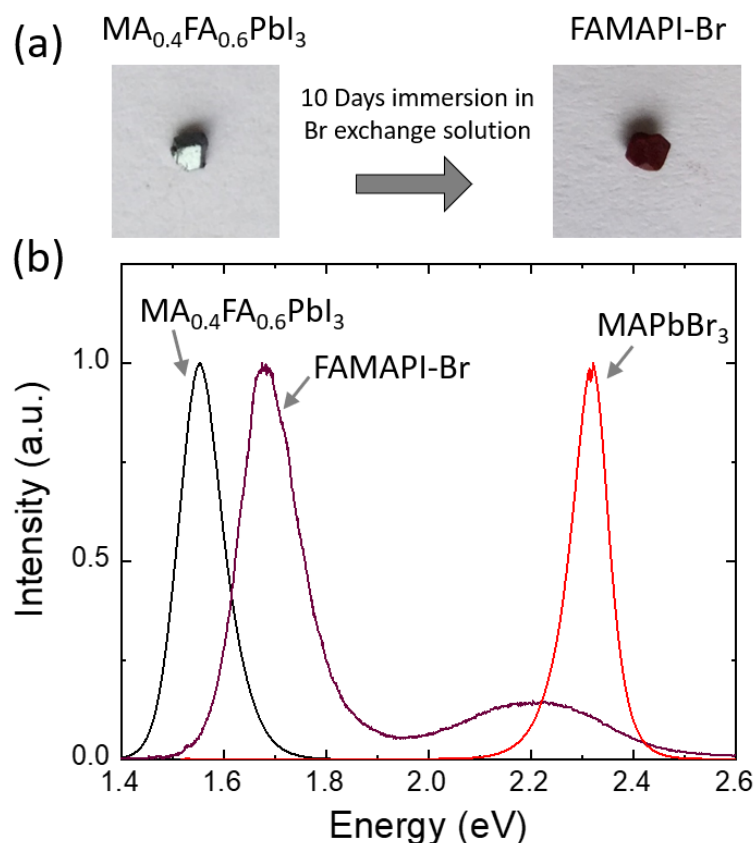 (a)
MA₀.₄FA₀.₆PbI₃
10 Days immersion in
Br exchange solution
FAMAPI-Br
(b)
MA₀.₄FA₀.₆PbI₃
FAMAPI-Br
MAPbBr₃
Intensity (a.u.)
1.0
0.5
0.0
1.4 1.6 1.8 2.0 2.2 2.4 2.6
Energy (eV)